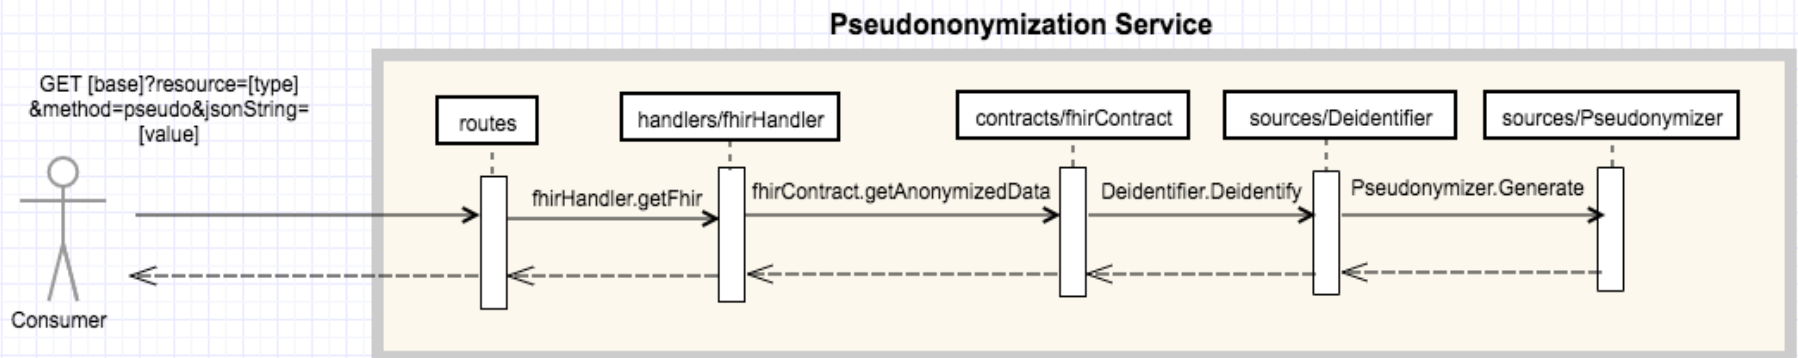 Pseudononymization Service
GET [base]?resource=[type]
&method=pseudo&jsonString=
[value]
routes
handlers/fhirHandler
contracts/fhirContract
sources/Deidentifier
sources/Pseudonymizer
fhirHandler.getFhir
fhirContract.getAnonymizedData
Deidentifier.Deidentify
Pseudonymizer.Generate
Consumer